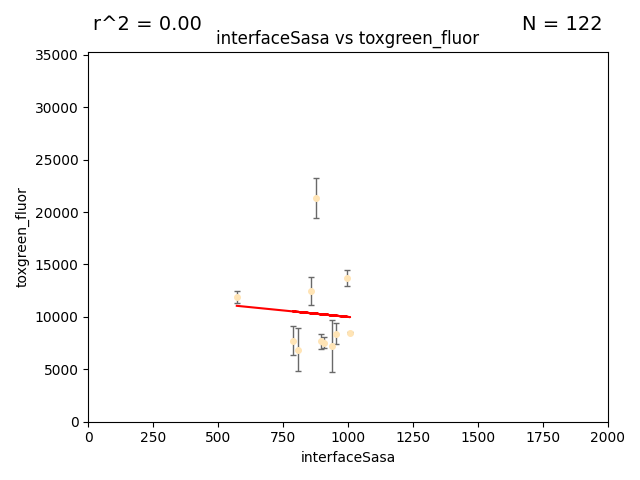 r^2 = 0.00
N = 122
interfaceSasa vs toxgreen_fluor
35000
30000
25000
20000
15000
10000
5000
0
toxgreen_fluor
0 250 500 750 1000 1250 1500 1750 2000
interfaceSasa